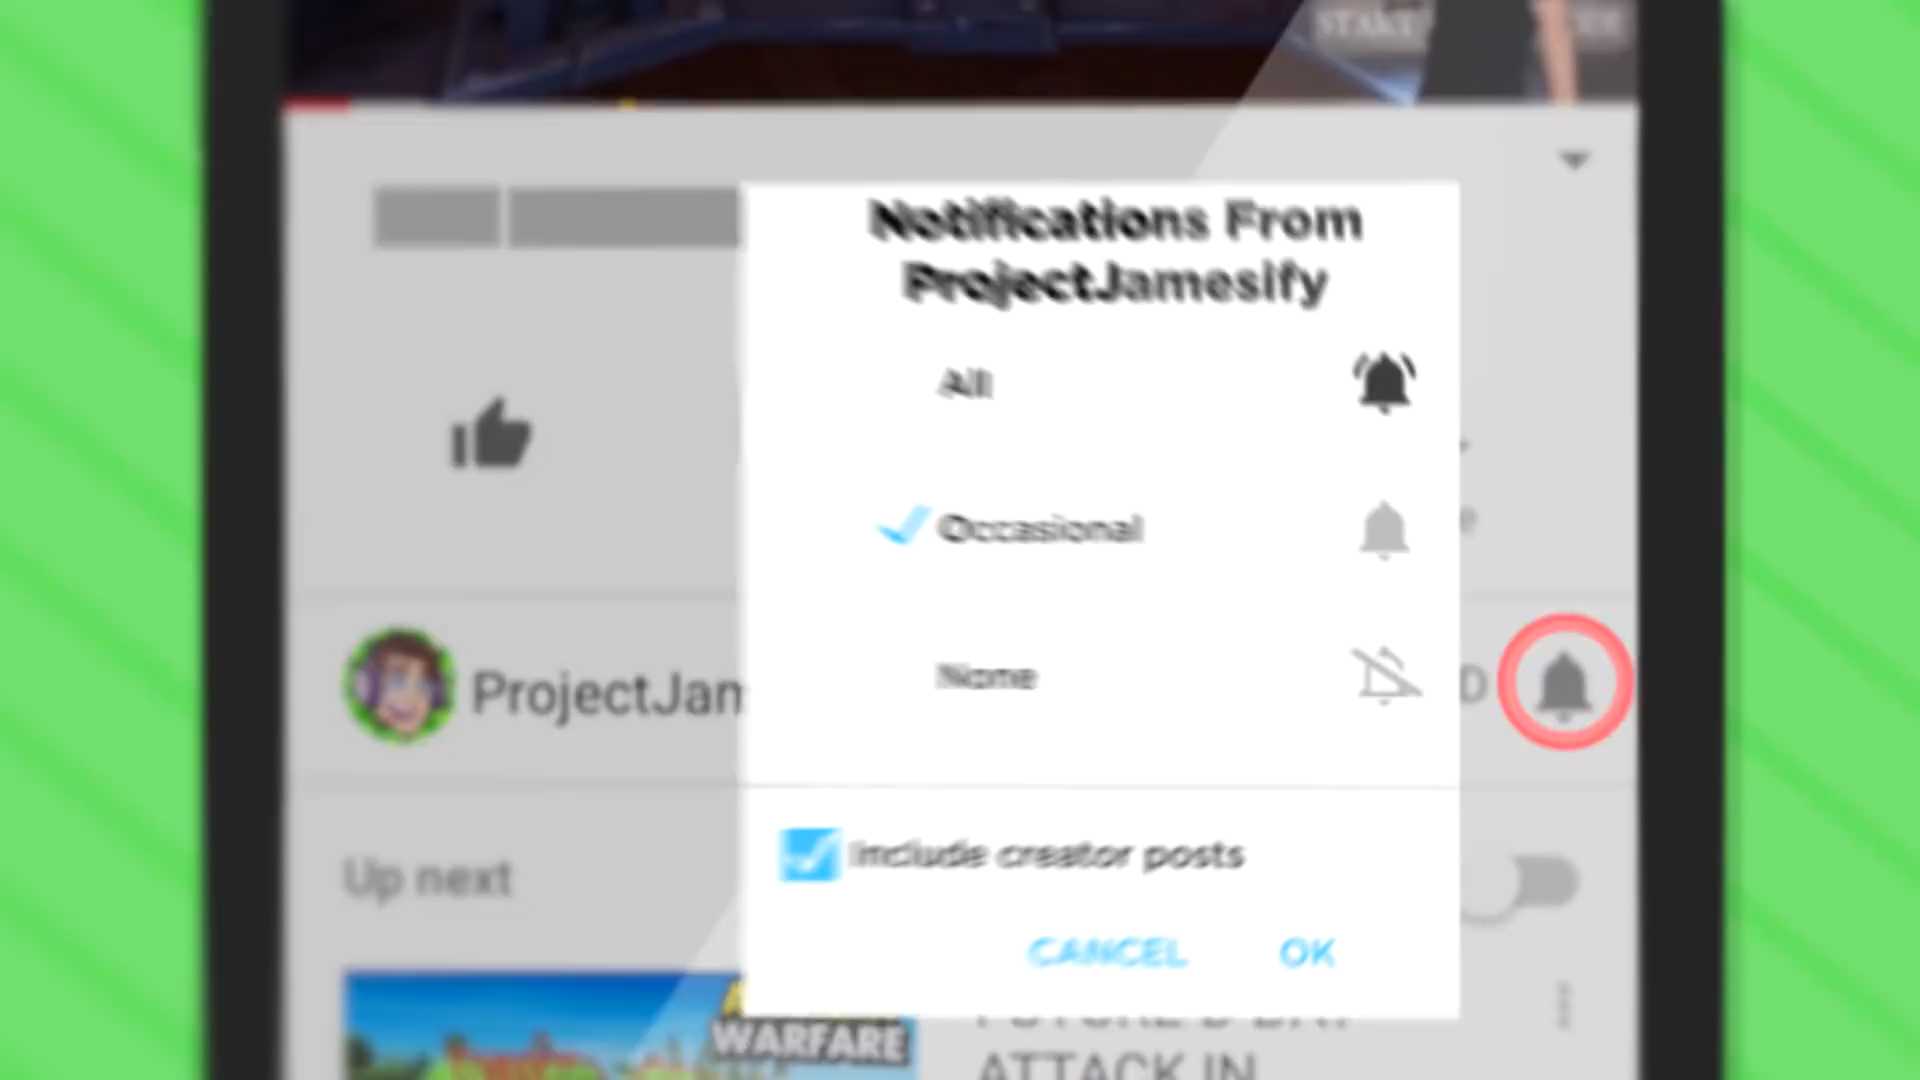 Notifications From
ProjectJamesify
All
Occasional
None
ProjectJam
D
Include creator posts
Up next
CANCEL OK
WARFARE
ATTACK IN